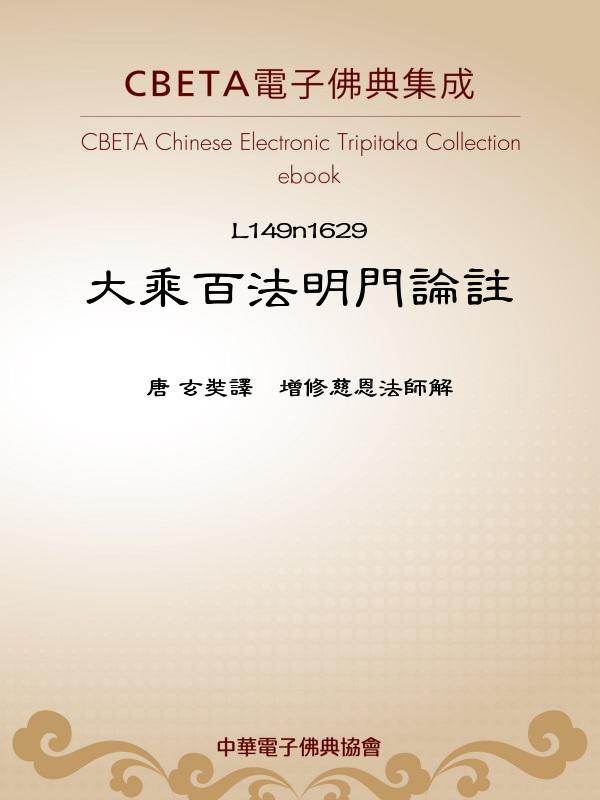 CBETA電子佛典集成
CBETA Chinese Electronic Tripitaka Collection
ebook
L149n1629
大乘百法明門論註
唐 玄奘譯　增修慈恩法師解
中華電子佛典協會